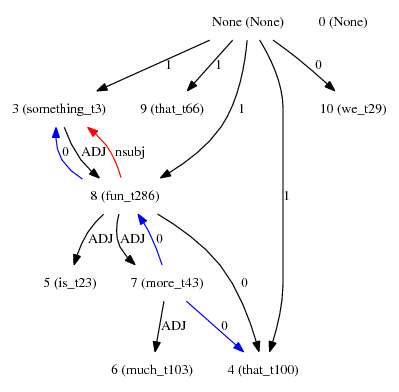 None (None) 0 (None)
1 1 0
3 (something_t3) 9 (that_t66) 1 10 (we_t29)
0 ADJ nsubj
8 (fun_t286) 1
ADJ ADJ 0
5 (is_t23) 7 (more_t43) 0
ADJ 0
6 (much_t103) 4 (that_t100)